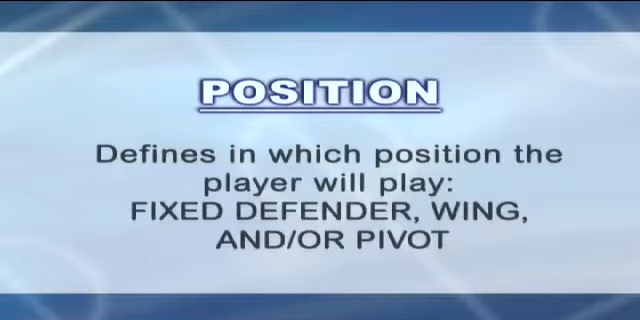 POSITION
Defines in which position the
player will play:
FIXED DEFENDER, WING,
AND/OR PIVOT